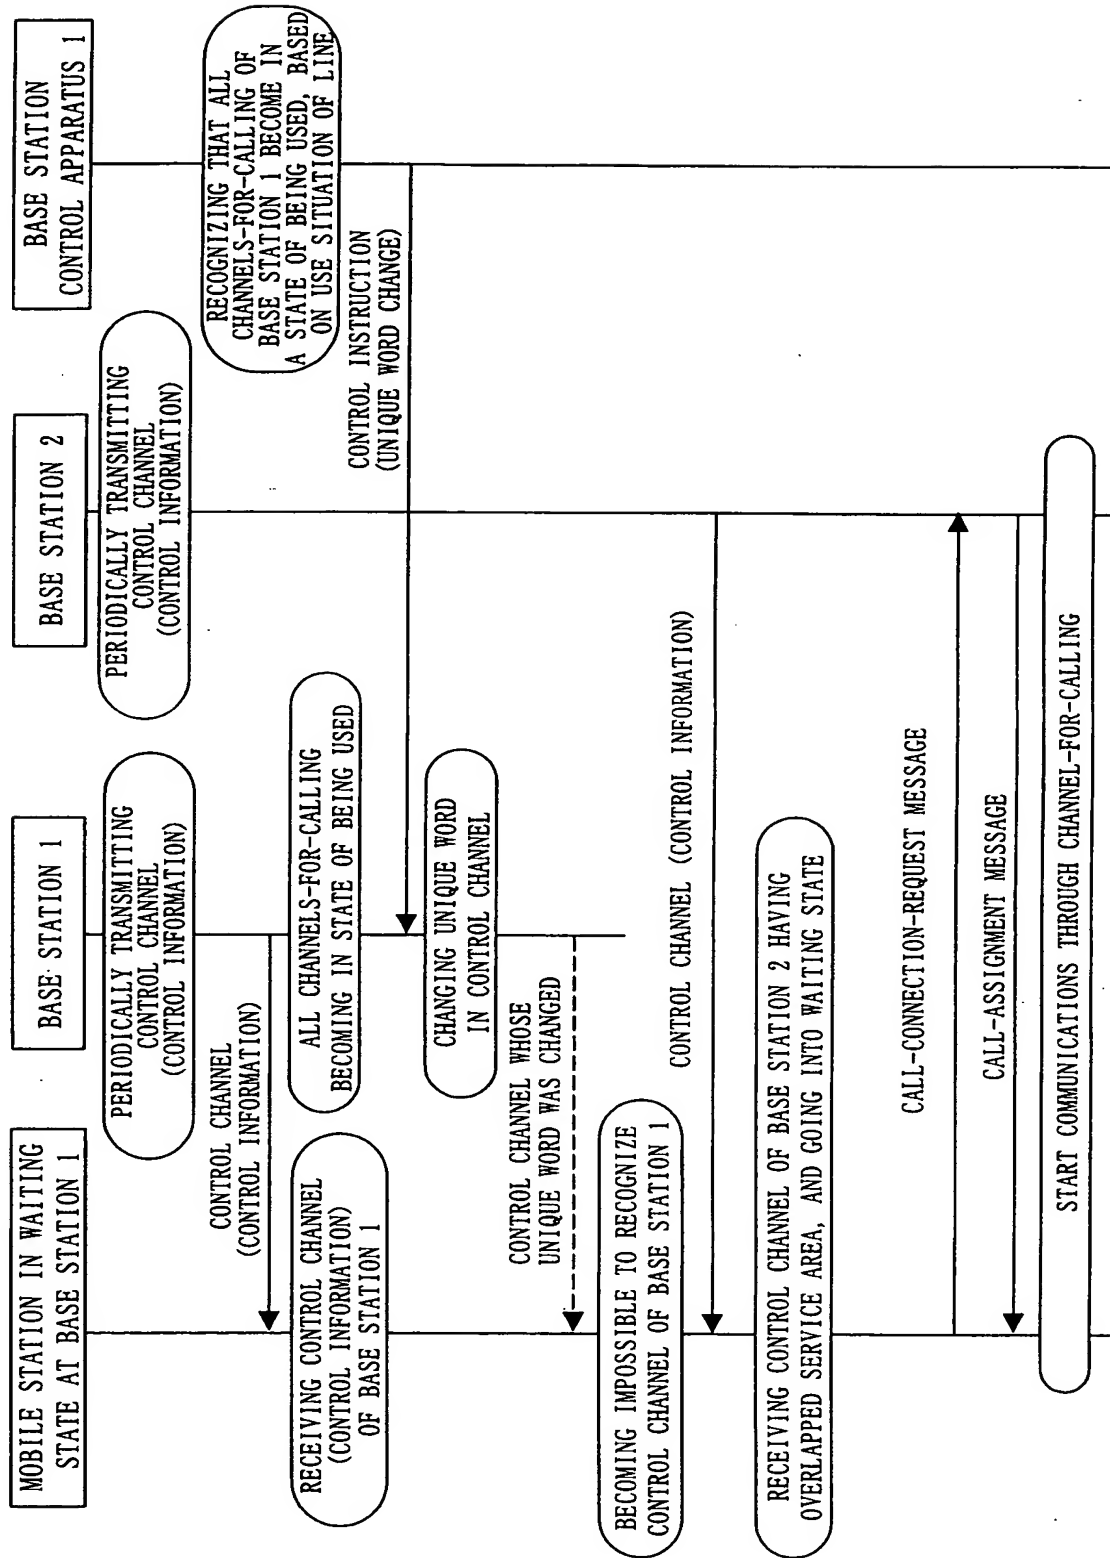 MOBILE STATION IN WAITING
STATE AT BASE STATION 1
BASE STATION 1
BASE STATION 2
BASE STATION
CONTROL APPARATUS 1
PERIODICALLY TRANSMITTING
CONTROL CHANNEL
(CONTROL INFORMATION)
PERIODICALLY TRANSMITTING
CONTROL CHANNEL
(CONTROL INFORMATION)
RECOGNIZING THAT ALL
CHANNELS-FOR-CALLING OF
BASE STATION 1 BECOME IN
A STATE OF BEING USED, BASED
ON USE SITUATION OF LINE
CONTROL CHANNEL
(CONTROL INFORMATION)
RECEIVING CONTROL CHANNEL
(CONTROL INFORMATION)
OF BASE STATION 1
ALL CHANNELS-FOR-CALLING
BECOMING IN STATE OF BEING USED
CONTROL INSTRUCTION
(UNIQUE WORD CHANGE)
CHANGING UNIQUE WORD
IN CONTROL CHANNEL
CONTROL CHANNEL WHOSE
UNIQUE WORD WAS CHANGED
BECOMING IMPOSSIBLE TO RECOGNIZE
CONTROL CHANNEL OF BASE STATION 1
CONTROL CHANNEL (CONTROL INFORMATION)
RECEIVING CONTROL CHANNEL OF BASE STATION 2 HAVING
OVERLAPPED SERVICE AREA, AND GOING INTO WAITING STATE
CALL-CONNECTION-REQUEST MESSAGE
CALL-ASSIGNMENT MESSAGE
START COMMUNICATIONS THROUGH CHANNEL-FOR-CALLING